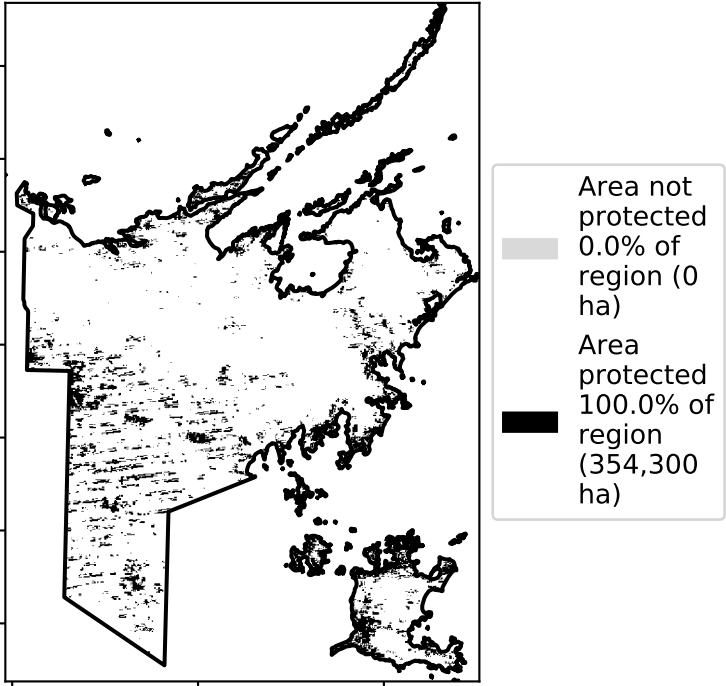 Area not
protected
0.0% of
region (0
ha)
Area
protected
100.0% of
region
(354,300
ha)